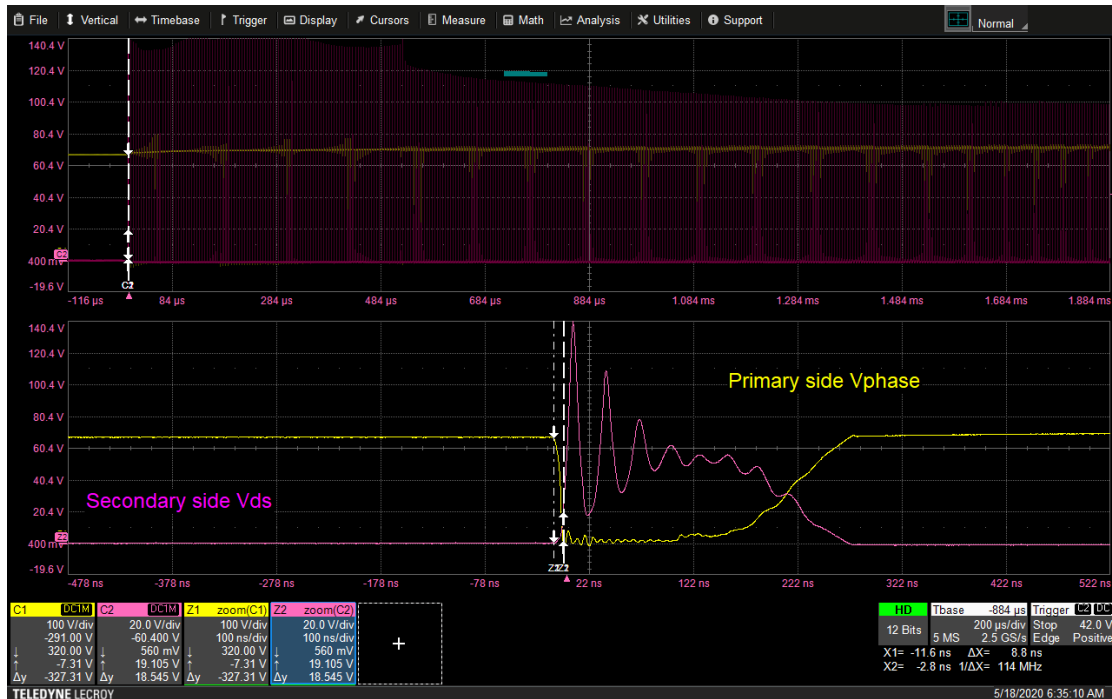 File Vertical Timebase Trigger Display Cursors Measure Math Analysis Utilities Support Normal
140.4 V
120.4 V
100.4 V
80.4 V
60.4 V
40.4 V
20.4 V
C2
400 mV
-19.6 V
C2
-116 µs 84 µs 284 µs 484 µs 684 µs 884 µs 1.084 ms 1.284 ms 1.484 ms 1.684 ms 1.884 ms
140.4 V
120.4 V
100.4 V
Primary side Vphase
80.4 V
60.4 V
40.4 V
Secondary side Vds
20.4 V
Z2
400 mV
-19.6 V
-478 ns -378 ns -278 ns -178 ns -78 ns 22 ns 122 ns 222 ns 322 ns 422 ns 522 ns
C1 DC1M C2 DC1M Z1 zoom(C1) Z2 zoom(C2) HD Tbase -884 µs Trigger C2 DC
100 V/div 20.0 V/div 100 V/div 20.0 V/div 12 Bits 200 µs/div Stop 42.0 V
-291.00 V -60.400 V 100 ns/div 100 ns/div 5 MS 2.5 GS/s Edge Positive
↓ 320.00 V ↓ 560 mV ↓ 320.00 V ↓ 560 mV X1= -11.6 ns ΔX= 8.8 ns
↑ -7.31 V ↑ 19.105 V ↑ -7.31 V ↑ 19.105 V X2= -2.8 ns 1/ΔX= 114 MHz
Δy -327.31 V Δy 18.545 V Δy -327.31 V Δy 18.545 V
+
TELEDYNE LECROY 5/18/2020 6:35:10 AM